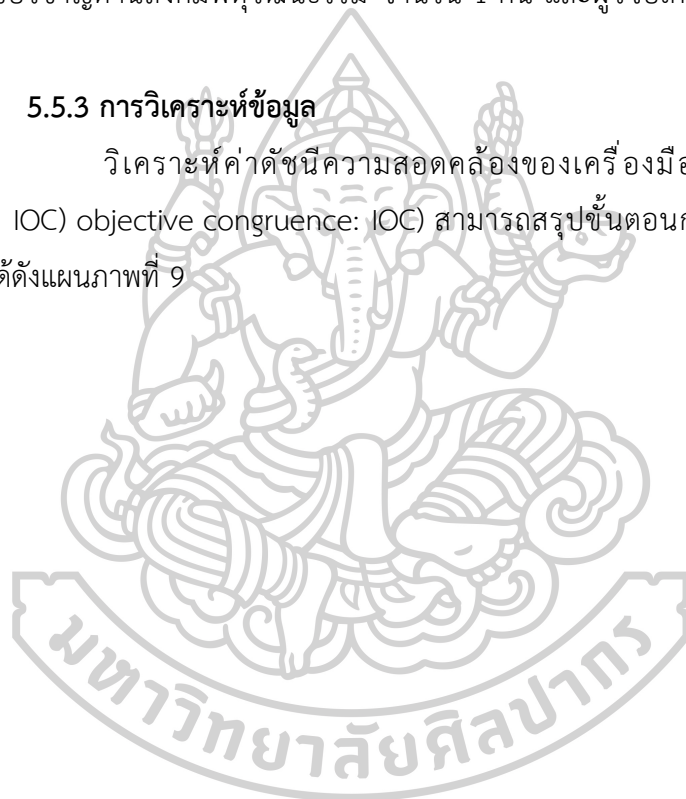 5.5.3 การวิเคราะห์ข้อมูล
วิเคราะห์ค่าดัชนีความสอดคล้องของเครื่องมือ
IOC) objective congruence: IOC) สามารถสรุปขั้นตอน
ได้ดังแผนภาพที่ 9
มหาวิทยาลัยศิลปากร